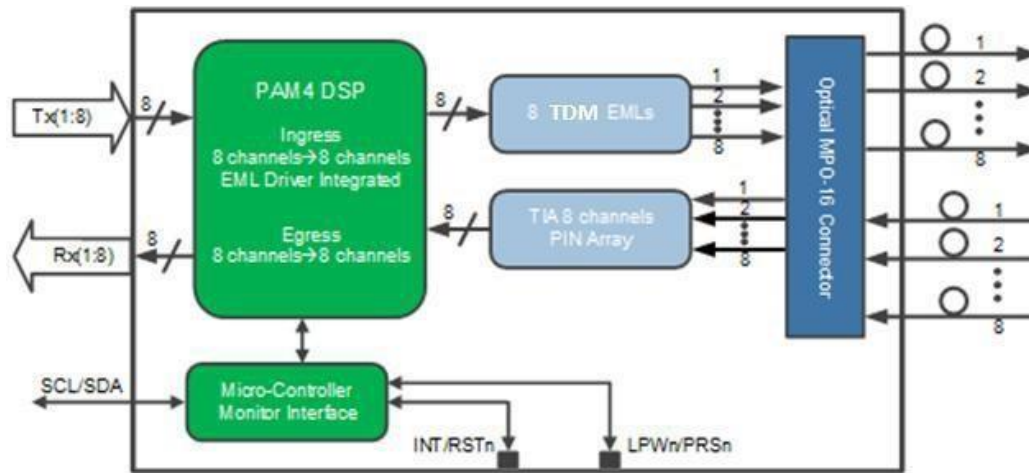 Tx(1:8)
8
PAM4 DSP
Ingress
8 channels→8 channels
EML Driver Integrated
Egress
8 channels→8 channels
8
8 TDM EMLs
1
2
8
Optical MPO-16 Connector
1
2
8
Rx(1:8)
8
8
TIA 8 channels
PIN Array
1
2
8
1
2
8
SCL/SDA
Micro-Controller
Monitor Interface
INT/RSTn
LPWn/PRSn